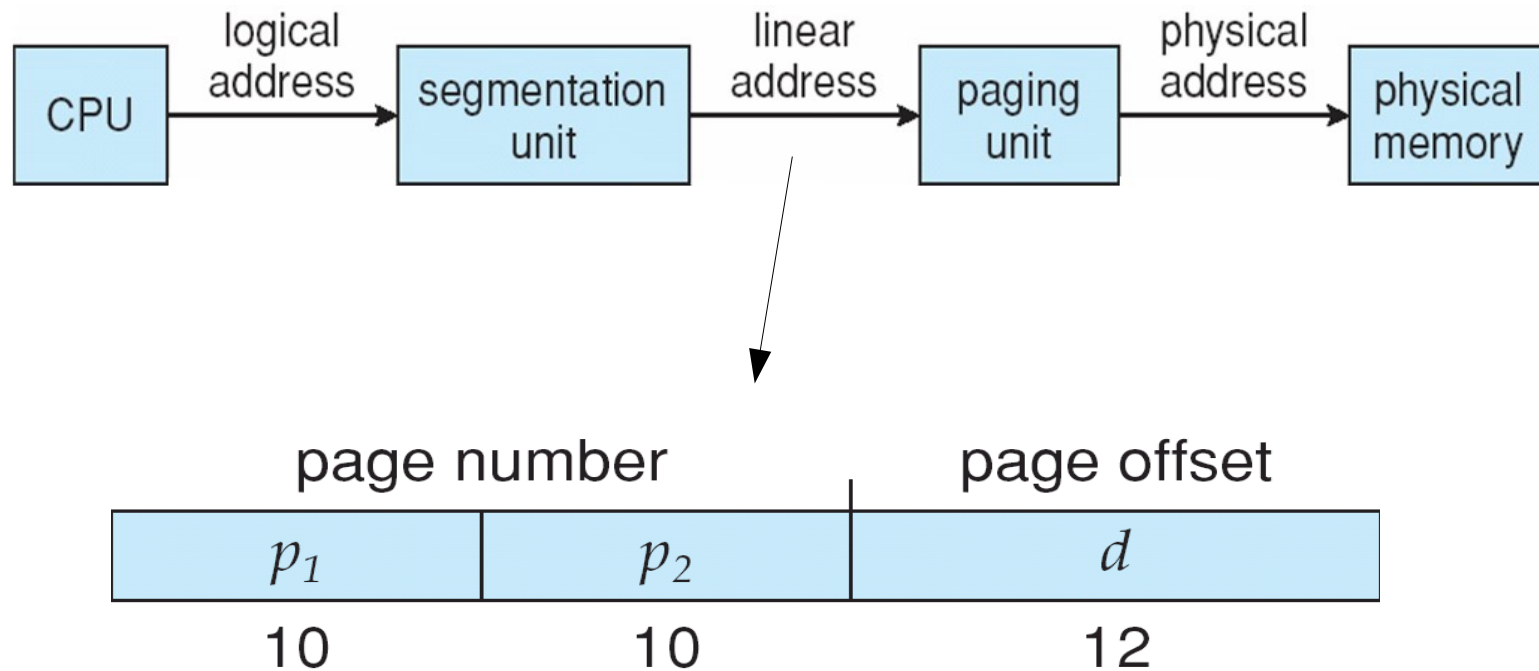 CPU
logical
address
segmentation
unit
linear
address
paging
unit
physical
address
physical
memory
page number
page offset
p1
p2
d
10
10
12